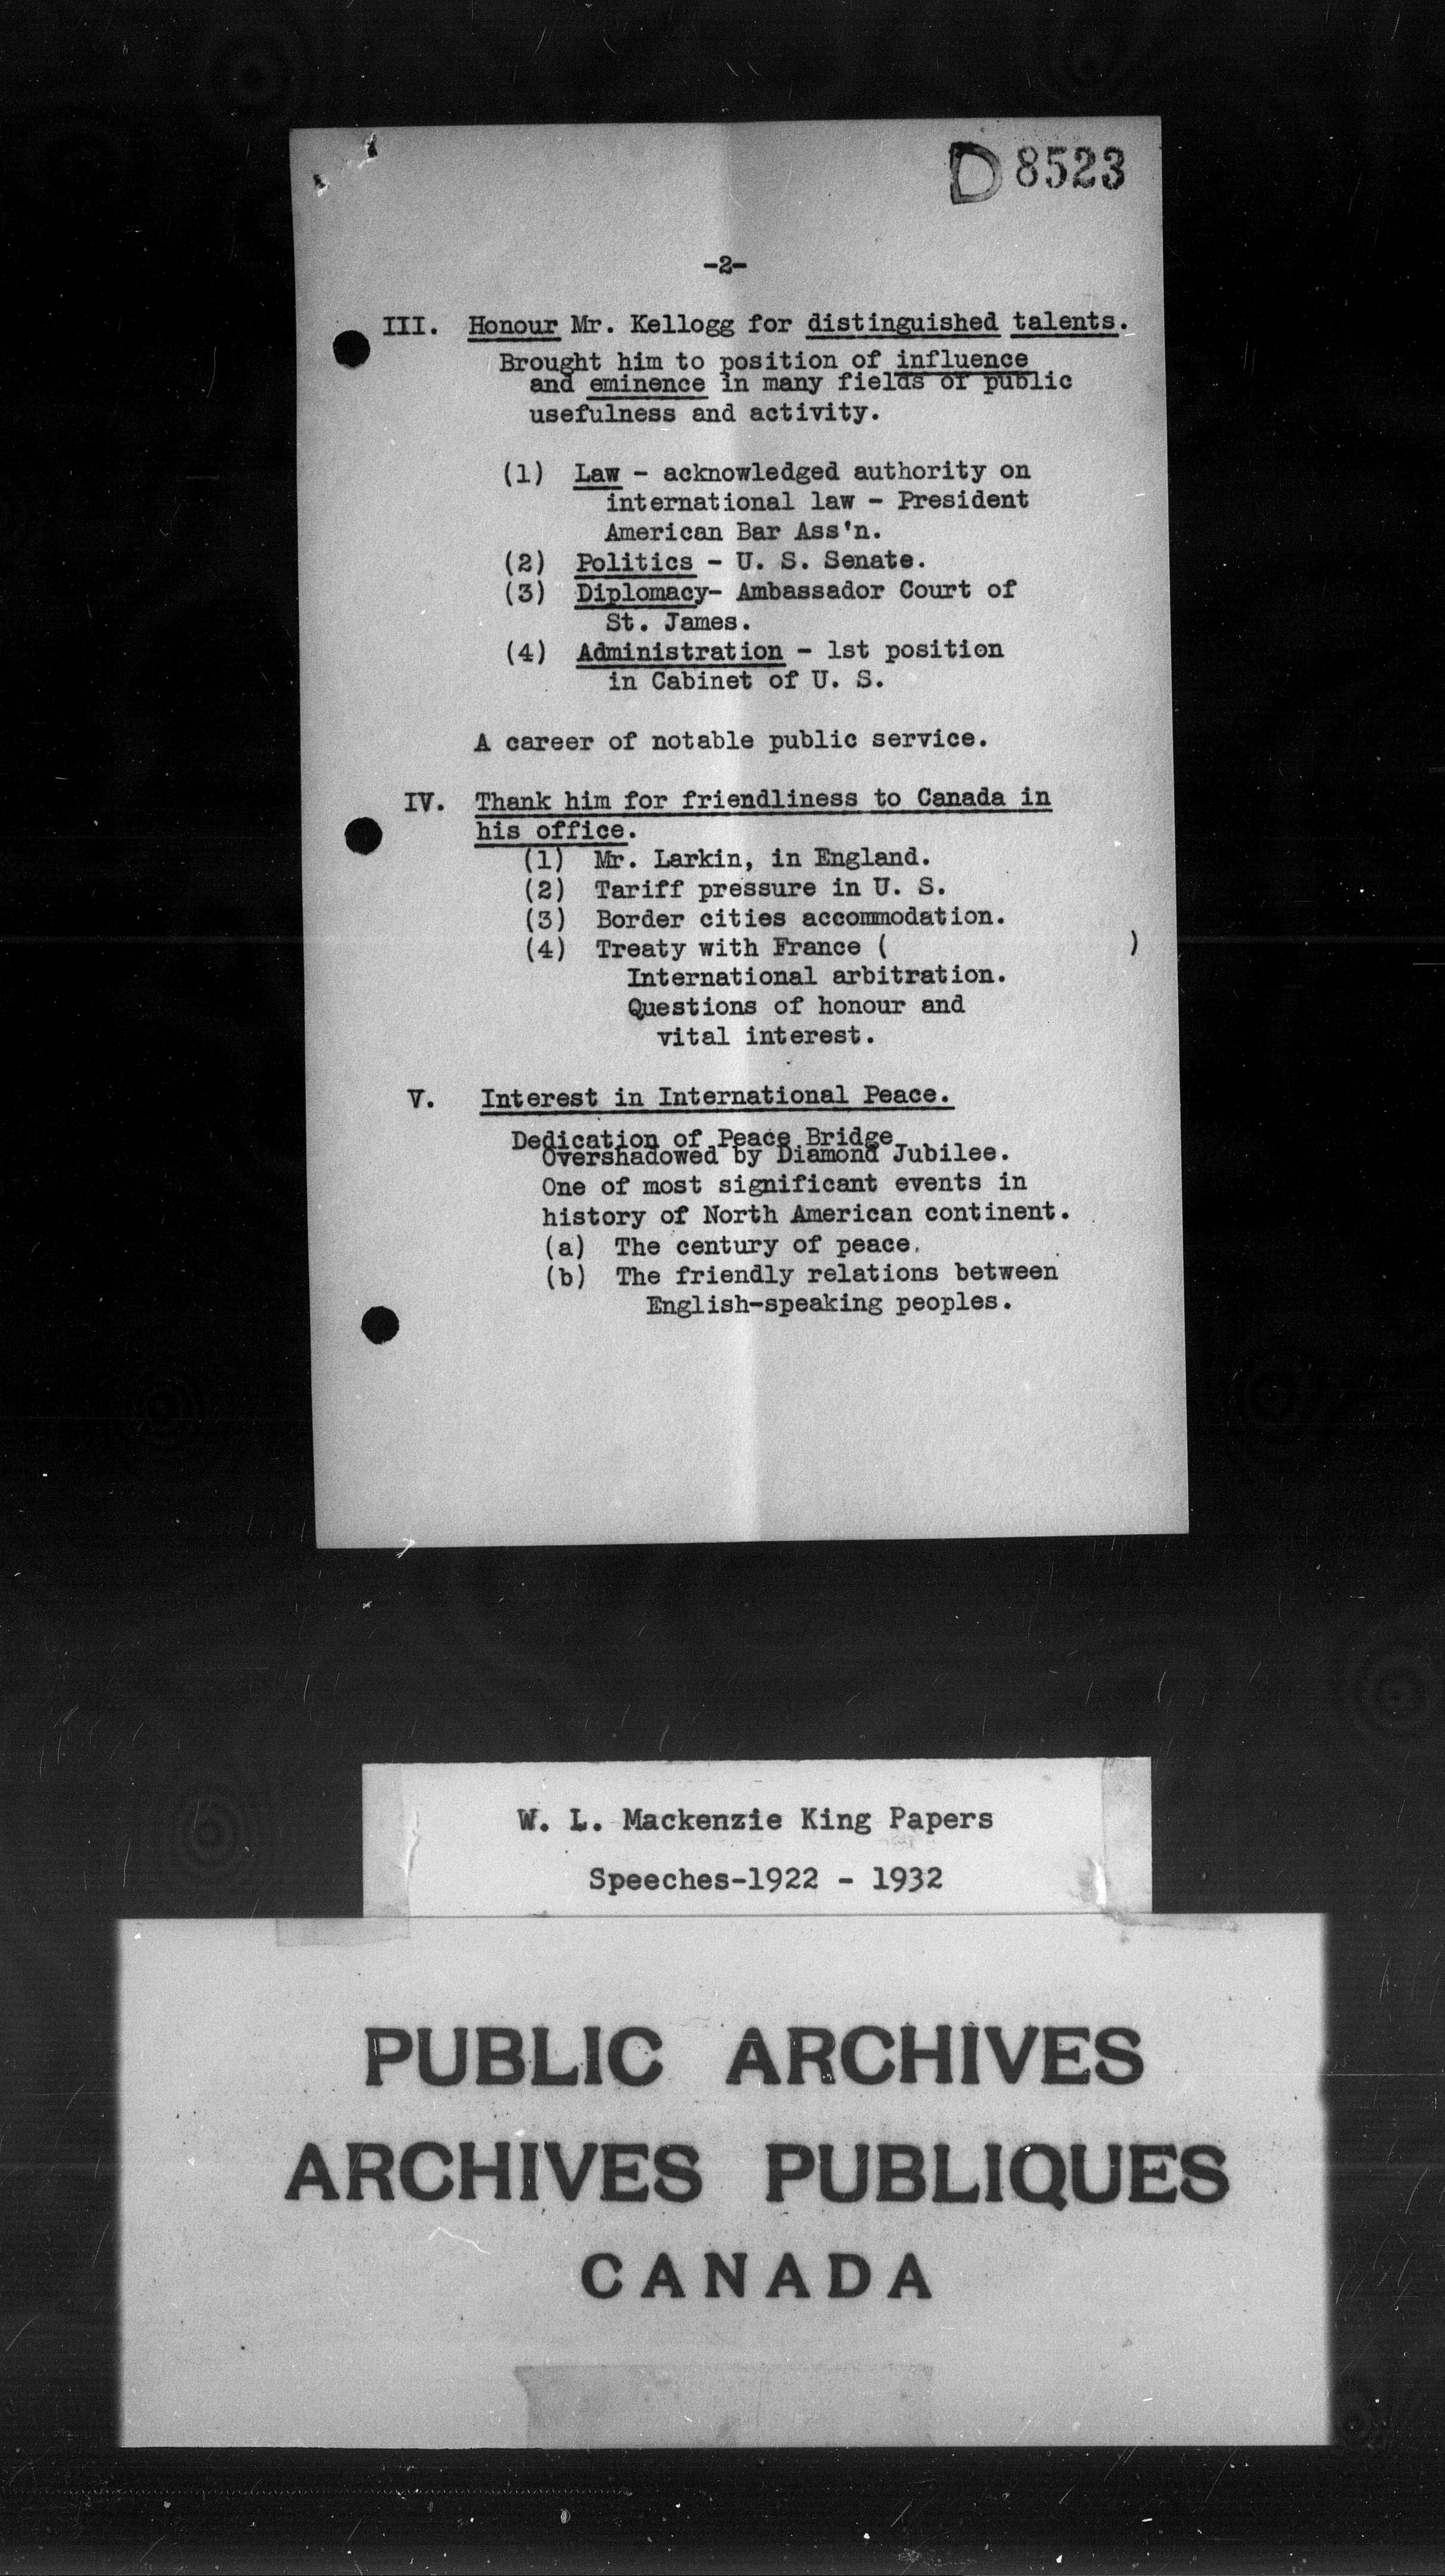 D 8523
-2-
III. Honour Mr. Kellogg for distinguished talents.
Brought him to position of influence
and eminence in many fields of public
usefulness and activity.
(1) Law - acknowledged authority on
international law - President
American Bar Ass'n.
(2) Politics - U. S. Senate.
(3) Diplomacy- Ambassador Court of
St. James.
(4) Administration - 1st position
in Cabinet of U. S.
A career of notable public service.
IV. Thank him for friendliness to Canada in
his office.
(1) Mr. Larkin, in England.
(2) Tariff pressure in U. S.
(3) Border cities accommodation.
(4) Treaty with France ( )
International arbitration.
Questions of honour and
vital interest.
V. Interest in International Peace.
Dedication of Peace Bridge
Overshadowed by Diamond Jubilee.
One of most significant events in
history of North American continent.
(a) The century of peace.
(b) The friendly relations between
English-speaking peoples.
W. L. Mackenzie King Papers
Speeches-1922 - 1932
PUBLIC ARCHIVES
ARCHIVES PUBLIQUES
CANADA